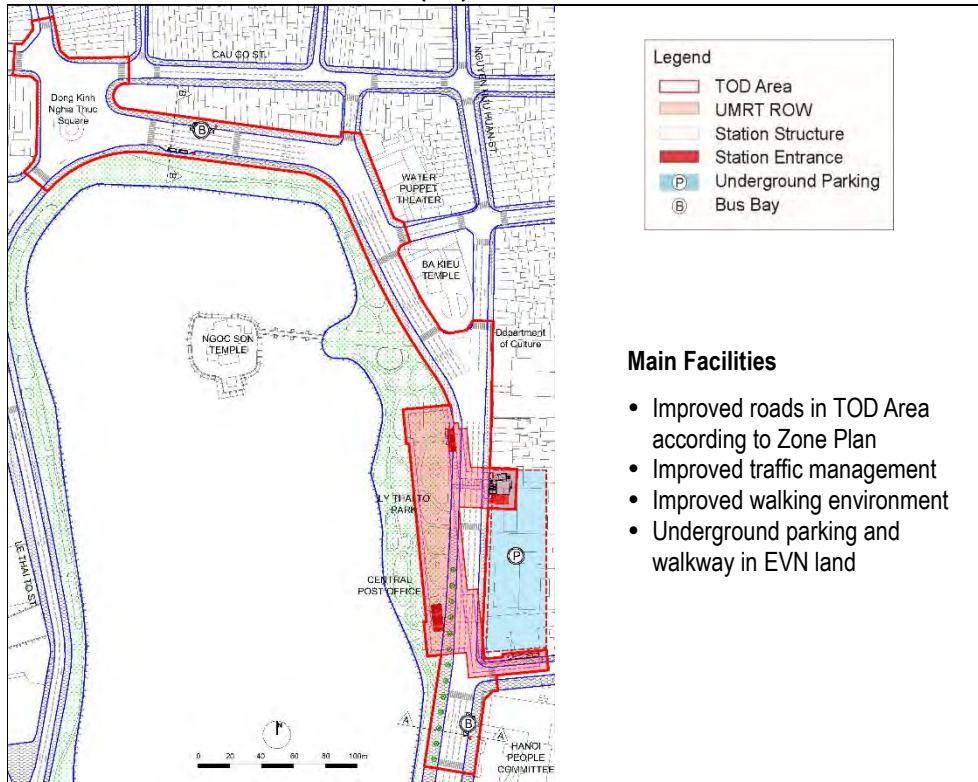 CAU GO ST.
NGUYEN HUU HUAN ST.
Dong Kinh
Nghia Thuc
Square
B
B
B
WATER
PUPPET
THEATER
BA KIEU
TEMPLE
NGOC SON
TEMPLE
Department
of Culture
LY THAI TO
PARK
P
CENTRAL
POST OFFICE
LE THAI TO ST.
A
B
A
HANOI
PEOPLE
COMMITTEE
0 20 40 60 80 100m
Legend
TOD Area
UMRT ROW
Station Structure
Station Entrance
P Underground Parking
B Bus Bay
Main Facilities
• Improved roads in TOD Area
according to Zone Plan
• Improved traffic management
• Improved walking environment
• Underground parking and
walkway in EVN land